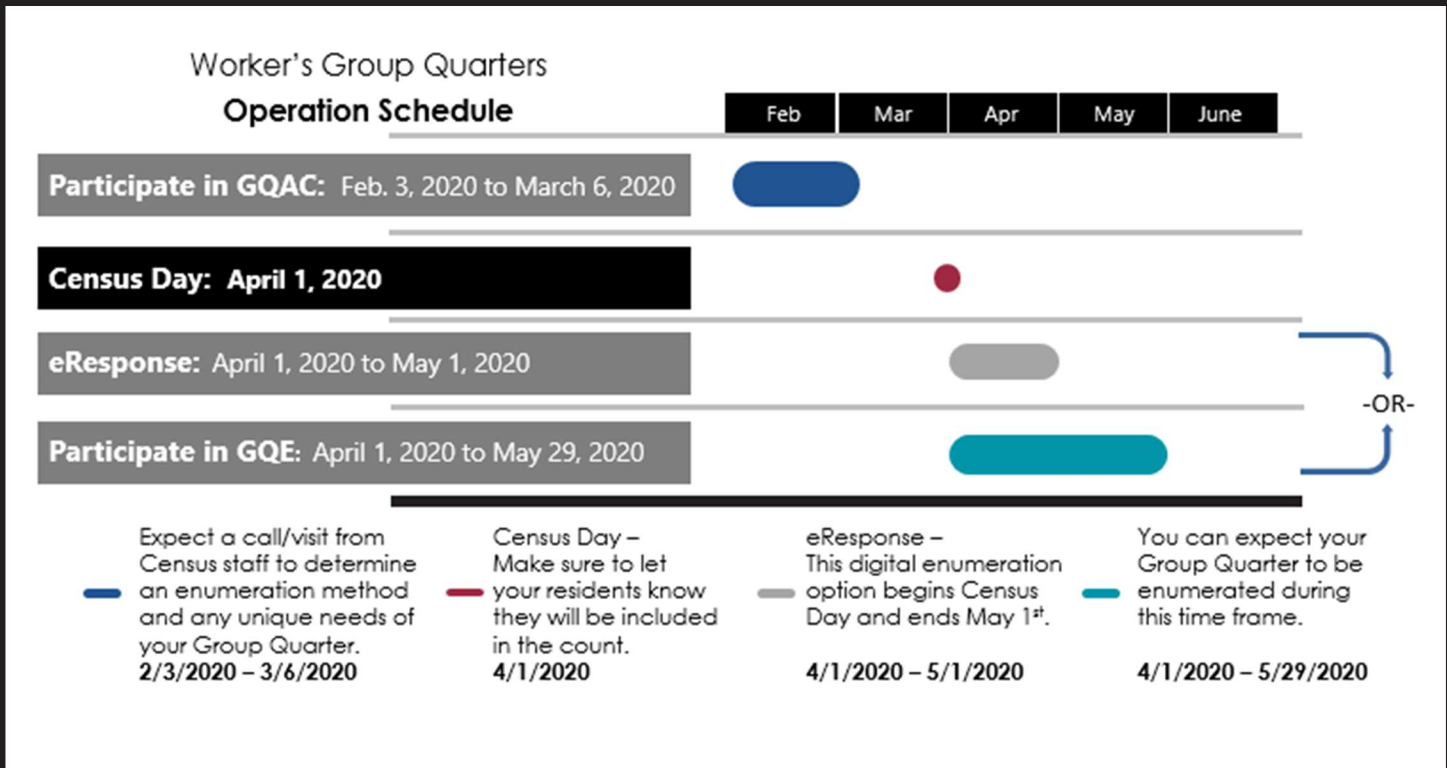 Worker's Group Quarters
Operation Schedule
Feb Mar Apr May June
Participate in GQAC: Feb. 3, 2020 to March 6, 2020
Census Day: April 1, 2020
eResponse: April 1, 2020 to May 1, 2020
-OR-
Participate in GQE: April 1, 2020 to May 29, 2020
Expect a call/visit from
Census staff to determine
an enumeration method
and any unique needs of
your Group Quarter.
2/3/2020 – 3/6/2020
Census Day –
Make sure to let
your residents know
they will be included
in the count.
4/1/2020
eResponse –
This digital enumeration
option begins Census
Day and ends May 1st.
4/1/2020 – 5/1/2020
You can expect your
Group Quarter to be
enumerated during
this time frame.
4/1/2020 – 5/29/2020